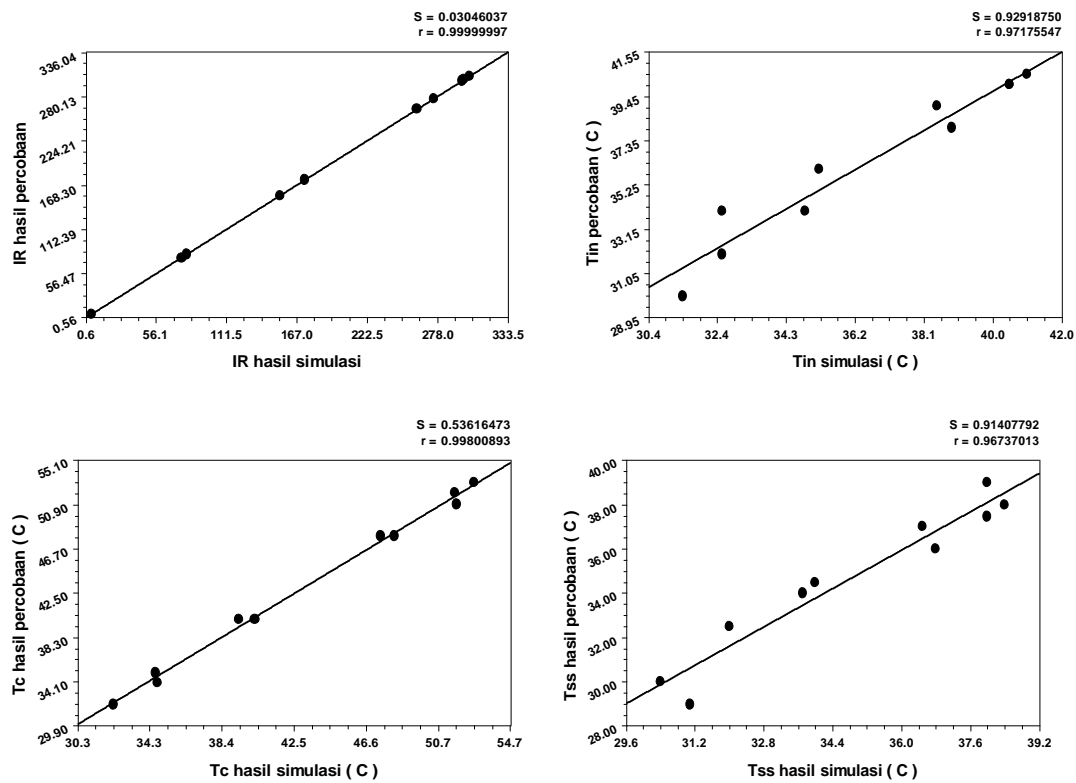 S = 0.03046037
r = 0.99999997
IR hasil percobaan
336.04
280.13
224.21
168.30
112.39
56.47
0.56
0.6 56.1 111.5 167.0 222.5 278.0 333.5
IR hasil simulasi
S = 0.92918750
r = 0.97175547
Tin percobaan ( C )
41.55
39.45
37.35
35.25
33.15
31.05
28.95
30.4 32.4 34.3 36.2 38.1 40.0 42.0
Tin simulasi ( C )
S = 0.53616473
r = 0.99800893
Tc hasil percobaan ( C )
55.10
50.90
46.70
42.50
38.30
34.10
29.90
30.3 34.3 38.4 42.5 46.6 50.7 54.7
Tc hasil simulasi ( C )
S = 0.91407792
r = 0.96737013
Tss hasil percobaan ( C )
40.00
38.00
36.00
34.00
32.00
30.00
28.00
29.6 31.2 32.8 34.4 36.0 37.6 39.2
Tss hasil simulasi ( C )